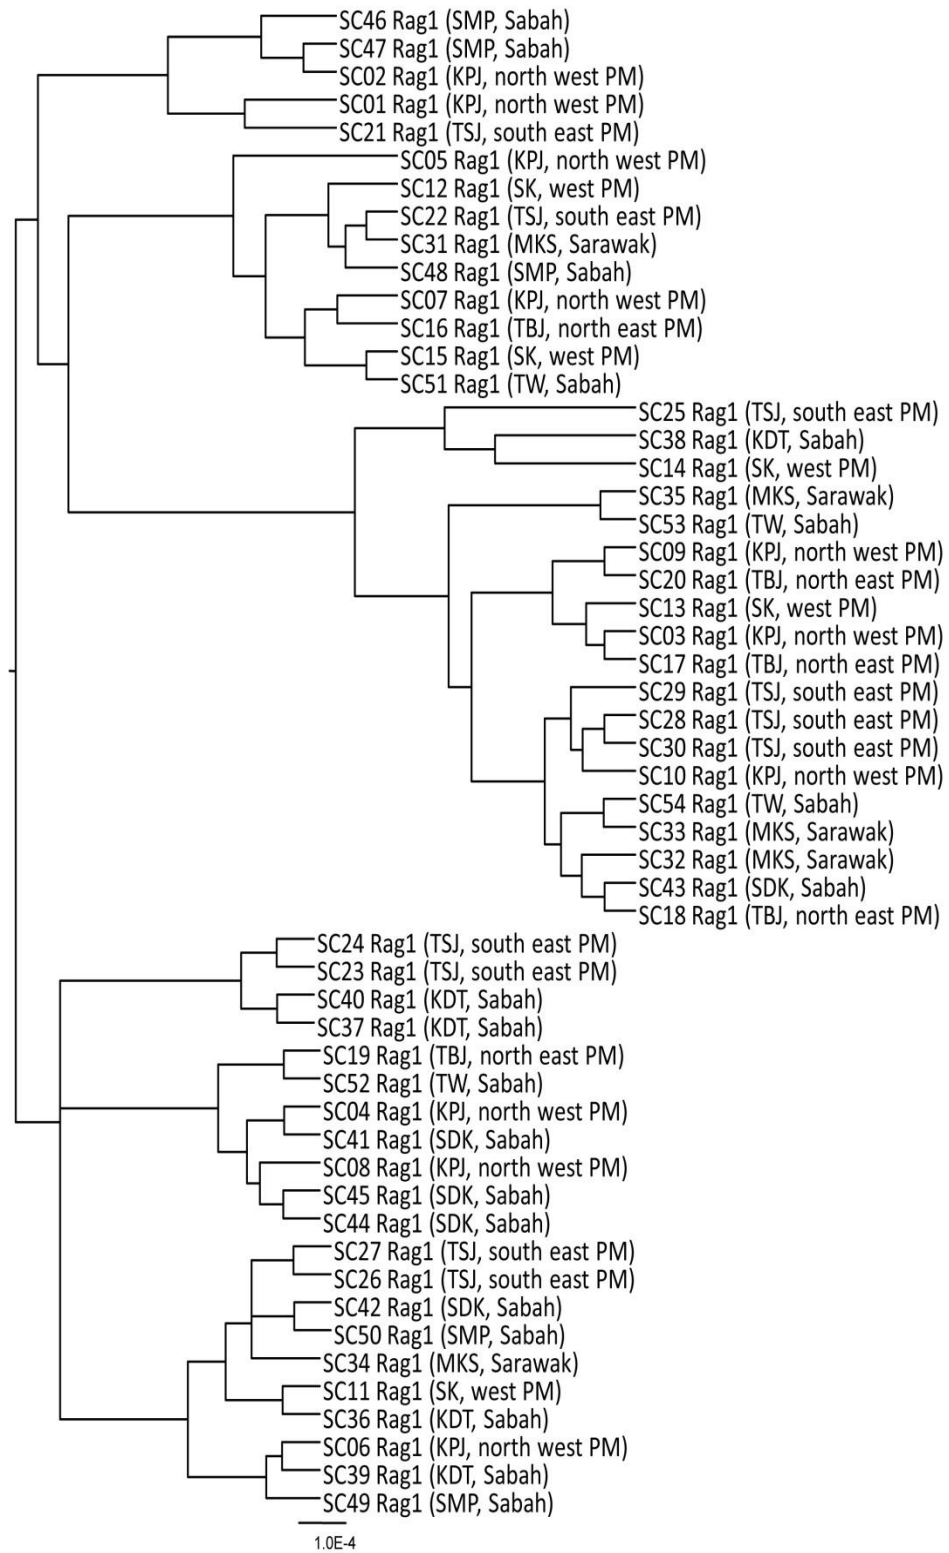 SC46 Rag1 (SMP, Sabah)
SC47 Rag1 (SMP, Sabah)
SC02 Rag1 (KPJ, north west PM)
SC01 Rag1 (KPJ, north west PM)
SC21 Rag1 (TSJ, south east PM)
SC05 Rag1 (KPJ, north west PM)
SC12 Rag1 (SK, west PM)
SC22 Rag1 (TSJ, south east PM)
SC31 Rag1 (MKS, Sarawak)
SC48 Rag1 (SMP, Sabah)
SC07 Rag1 (KPJ, north west PM)
SC16 Rag1 (TBJ, north east PM)
SC15 Rag1 (SK, west PM)
SC51 Rag1 (TW, Sabah)
SC25 Rag1 (TSJ, south east PM)
SC38 Rag1 (KDT, Sabah)
SC14 Rag1 (SK, west PM)
SC35 Rag1 (MKS, Sarawak)
SC53 Rag1 (TW, Sabah)
SC09 Rag1 (KPJ, north west PM)
SC20 Rag1 (TBJ, north east PM)
SC13 Rag1 (SK, west PM)
SC03 Rag1 (KPJ, north west PM)
SC17 Rag1 (TBJ, north east PM)
SC29 Rag1 (TSJ, south east PM)
SC28 Rag1 (TSJ, south east PM)
SC30 Rag1 (TSJ, south east PM)
SC10 Rag1 (KPJ, north west PM)
SC54 Rag1 (TW, Sabah)
SC33 Rag1 (MKS, Sarawak)
SC32 Rag1 (MKS, Sarawak)
SC43 Rag1 (SDK, Sabah)
SC18 Rag1 (TBJ, north east PM)
SC24 Rag1 (TSJ, south east PM)
SC23 Rag1 (TSJ, south east PM)
SC40 Rag1 (KDT, Sabah)
SC37 Rag1 (KDT, Sabah)
SC19 Rag1 (TBJ, north east PM)
SC52 Rag1 (TW, Sabah)
SC04 Rag1 (KPJ, north west PM)
SC41 Rag1 (SDK, Sabah)
SC08 Rag1 (KPJ, north west PM)
SC45 Rag1 (SDK, Sabah)
SC44 Rag1 (SDK, Sabah)
SC27 Rag1 (TSJ, south east PM)
SC26 Rag1 (TSJ, south east PM)
SC42 Rag1 (SDK, Sabah)
SC50 Rag1 (SMP, Sabah)
SC34 Rag1 (MKS, Sarawak)
SC11 Rag1 (SK, west PM)
SC36 Rag1 (KDT, Sabah)
SC06 Rag1 (KPJ, north west PM)
SC39 Rag1 (KDT, Sabah)
SC49 Rag1 (SMP, Sabah)
1.0E-4